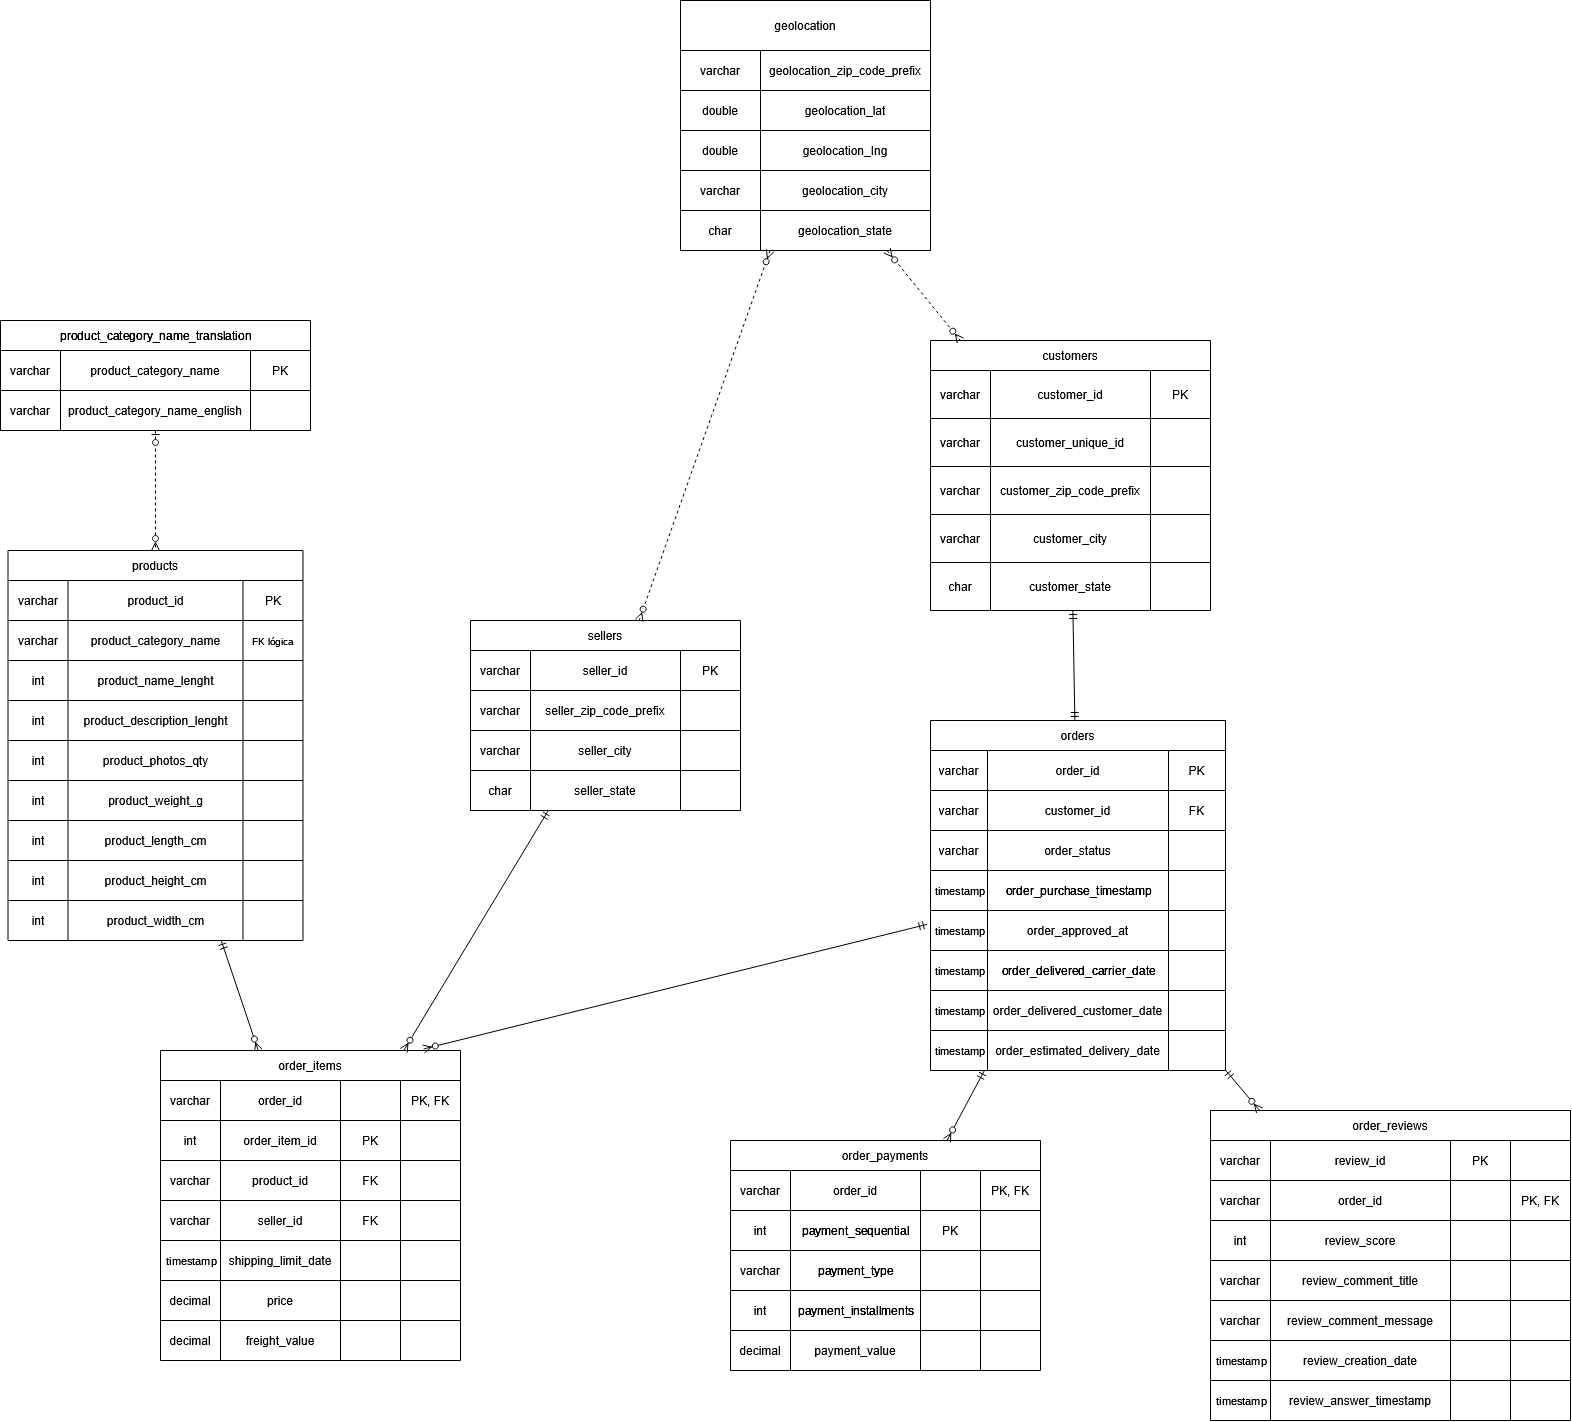 geolocation
varchar geolocation_zip_code_prefix
double geolocation_lat
double geolocation_lng
varchar geolocation_city
char geolocation_state
product_category_name_translation
varchar product_category_name PK
varchar product_category_name_english
customers
varchar customer_id PK
varchar customer_unique_id
varchar customer_zip_code_prefix
varchar customer_city
char customer_state
products
varchar product_id PK
varchar product_category_name FK lógica
int product_name_lenght
int product_description_lenght
int product_photos_qty
int product_weight_g
int product_length_cm
int product_height_cm
int product_width_cm
sellers
varchar seller_id PK
varchar seller_zip_code_prefix
varchar seller_city
char seller_state
orders
varchar order_id PK
varchar customer_id FK
varchar order_status
timestamp order_purchase_timestamp
timestamp order_approved_at
timestamp order_delivered_carrier_date
timestamp order_delivered_customer_date
timestamp order_estimated_delivery_date
order_items
varchar order_id PK, FK
int order_item_id PK
varchar product_id FK
varchar seller_id FK
timestamp shipping_limit_date
decimal price
decimal freight_value
order_payments
varchar order_id PK, FK
int payment_sequential PK
varchar payment_type
int payment_installments
decimal payment_value
order_reviews
varchar review_id PK
varchar order_id PK, FK
int review_score
varchar review_comment_title
varchar review_comment_message
timestamp review_creation_date
timestamp review_answer_timestamp